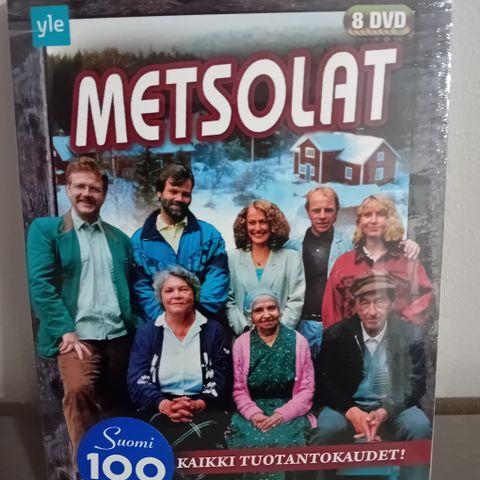 yle
8 DVD
METSOLAT
Suomi
100
KAIKKI TUOTANTOKAUDET!